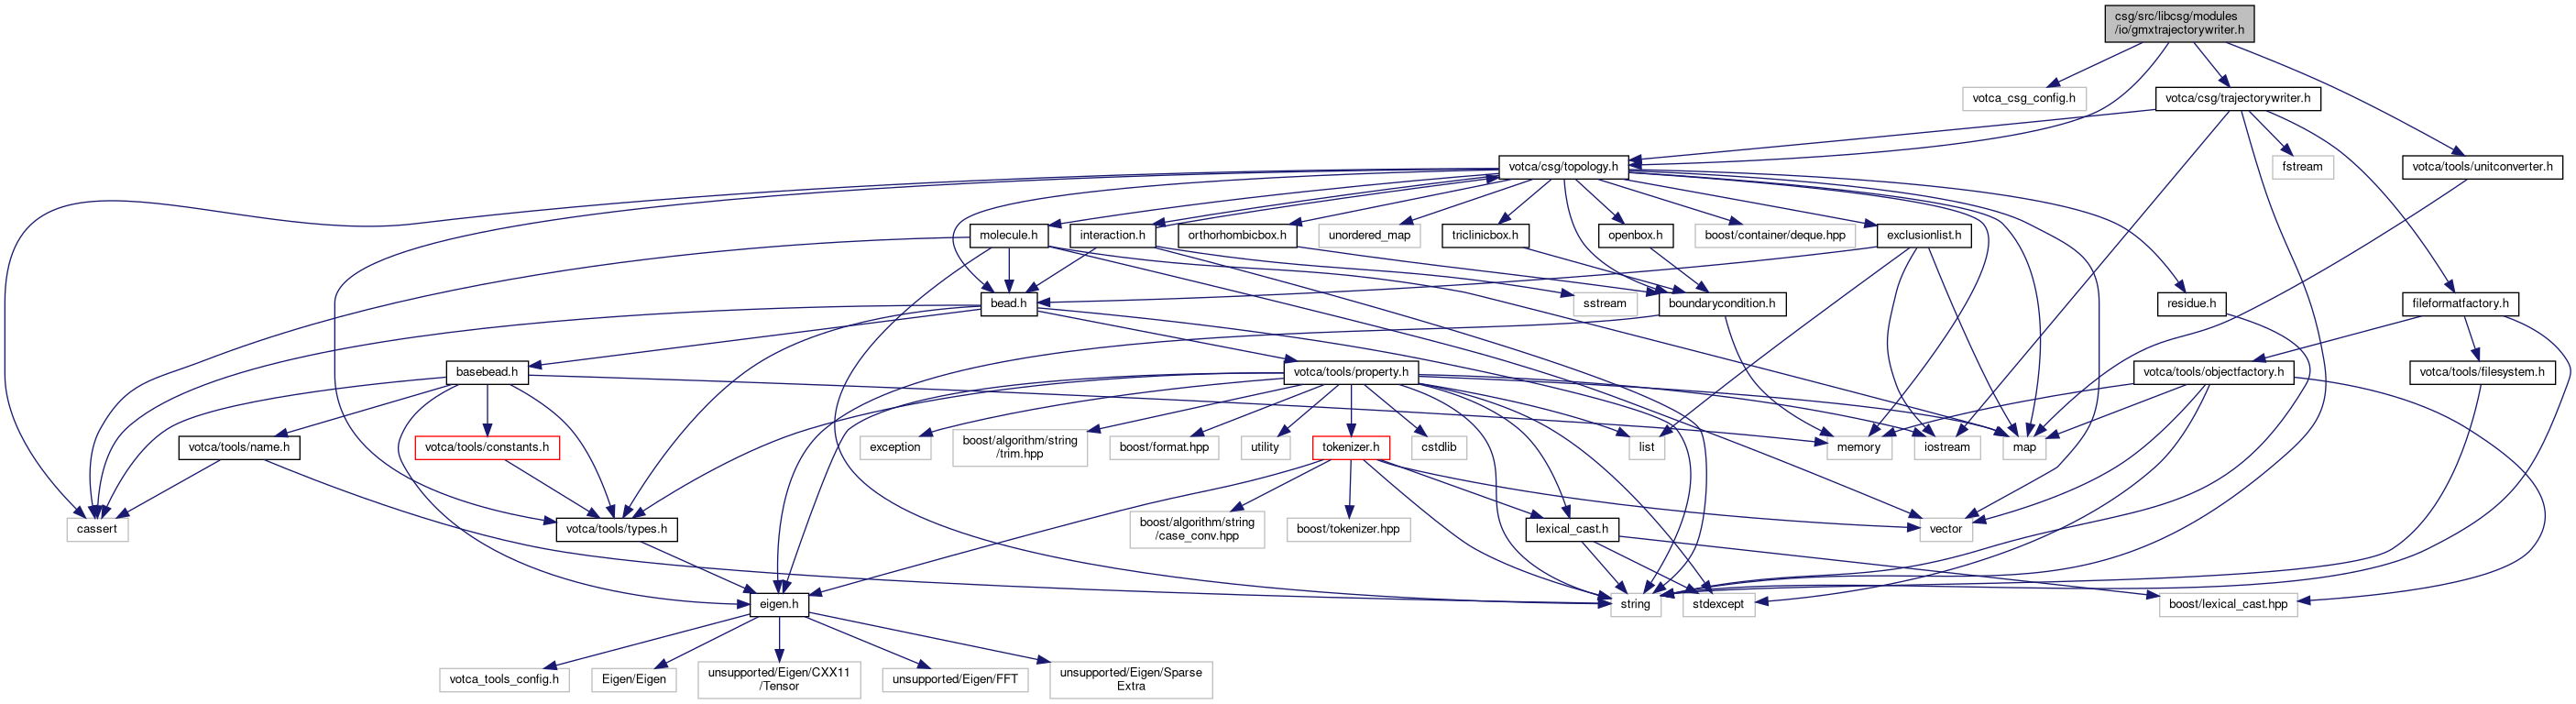 csg/src/libcsg/modules
/io/gmxtrajectorywriter.h
votca_csg_config.h
votca/csg/trajectorywriter.h
votca/csg/topology.h
fstream
votca/tools/unitconverter.h
molecule.h
interaction.h
orthorhombicbox.h
unordered_map
triclinicbox.h
openbox.h
boost/container/deque.hpp
exclusionlist.h
bead.h
sstream
boundarycondition.h
residue.h
fileformatfactory.h
basebead.h
votca/tools/property.h
votca/tools/objectfactory.h
votca/tools/filesystem.h
votca/tools/name.h
votca/tools/constants.h
exception
boost/algorithm/string
/trim.hpp
boost/format.hpp
utility
tokenizer.h
cstdlib
list
memory
iostream
map
cassert
votca/tools/types.h
boost/algorithm/string
/case_conv.hpp
boost/tokenizer.hpp
lexical_cast.h
vector
eigen.h
string
stdexcept
boost/lexical_cast.hpp
votca_tools_config.h
Eigen/Eigen
unsupported/Eigen/CXX11
/Tensor
unsupported/Eigen/FFT
unsupported/Eigen/Sparse
Extra